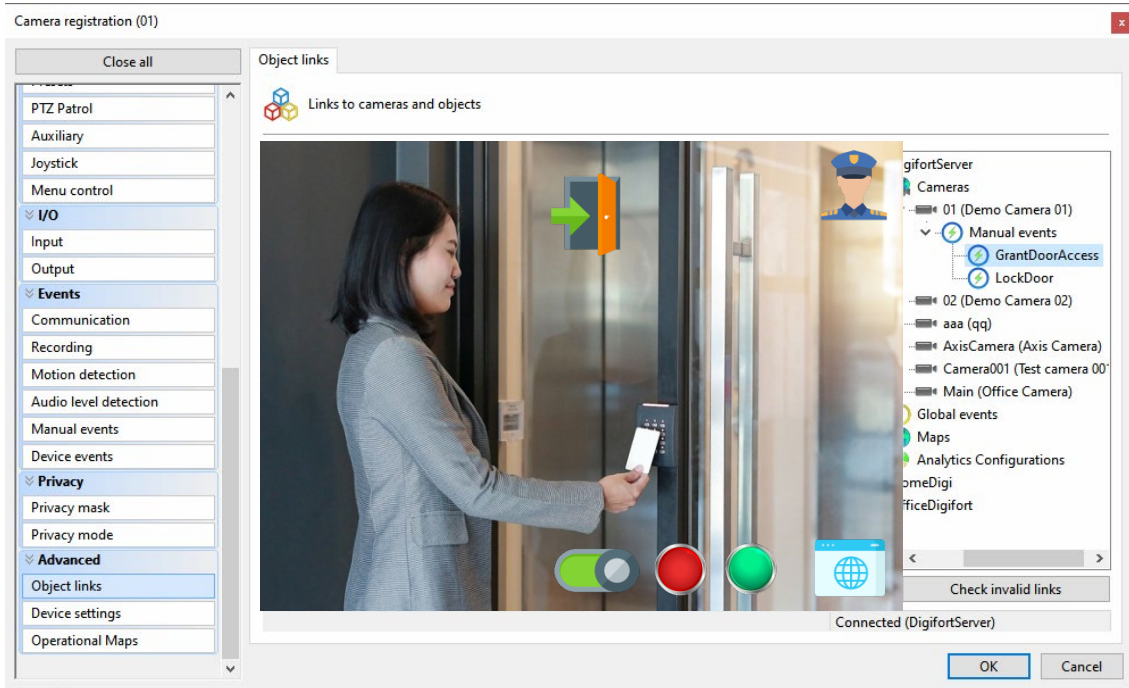 Camera registration (01)
x
Close all
Presets
PTZ Patrol
Auxiliary
Joystick
Menu control
I/O
Input
Output
Events
Communication
Recording
Motion detection
Audio level detection
Manual events
Device events
Privacy
Privacy mask
Privacy mode
Advanced
Object links
Device settings
Operational Maps
Object links
Links to cameras and objects
gifortServer
Cameras
01 (Demo Camera 01)
Manual events
GrantDoorAccess
LockDoor
02 (Demo Camera 02)
aaa (qq)
AxisCamera (Axis Camera)
Camera001 (Test camera 00
Main (Office Camera)
Global events
Maps
Analytics Configurations
omeDigi
fficeDigifort
Check invalid links
Connected (DigifortServer)
OK
Cancel